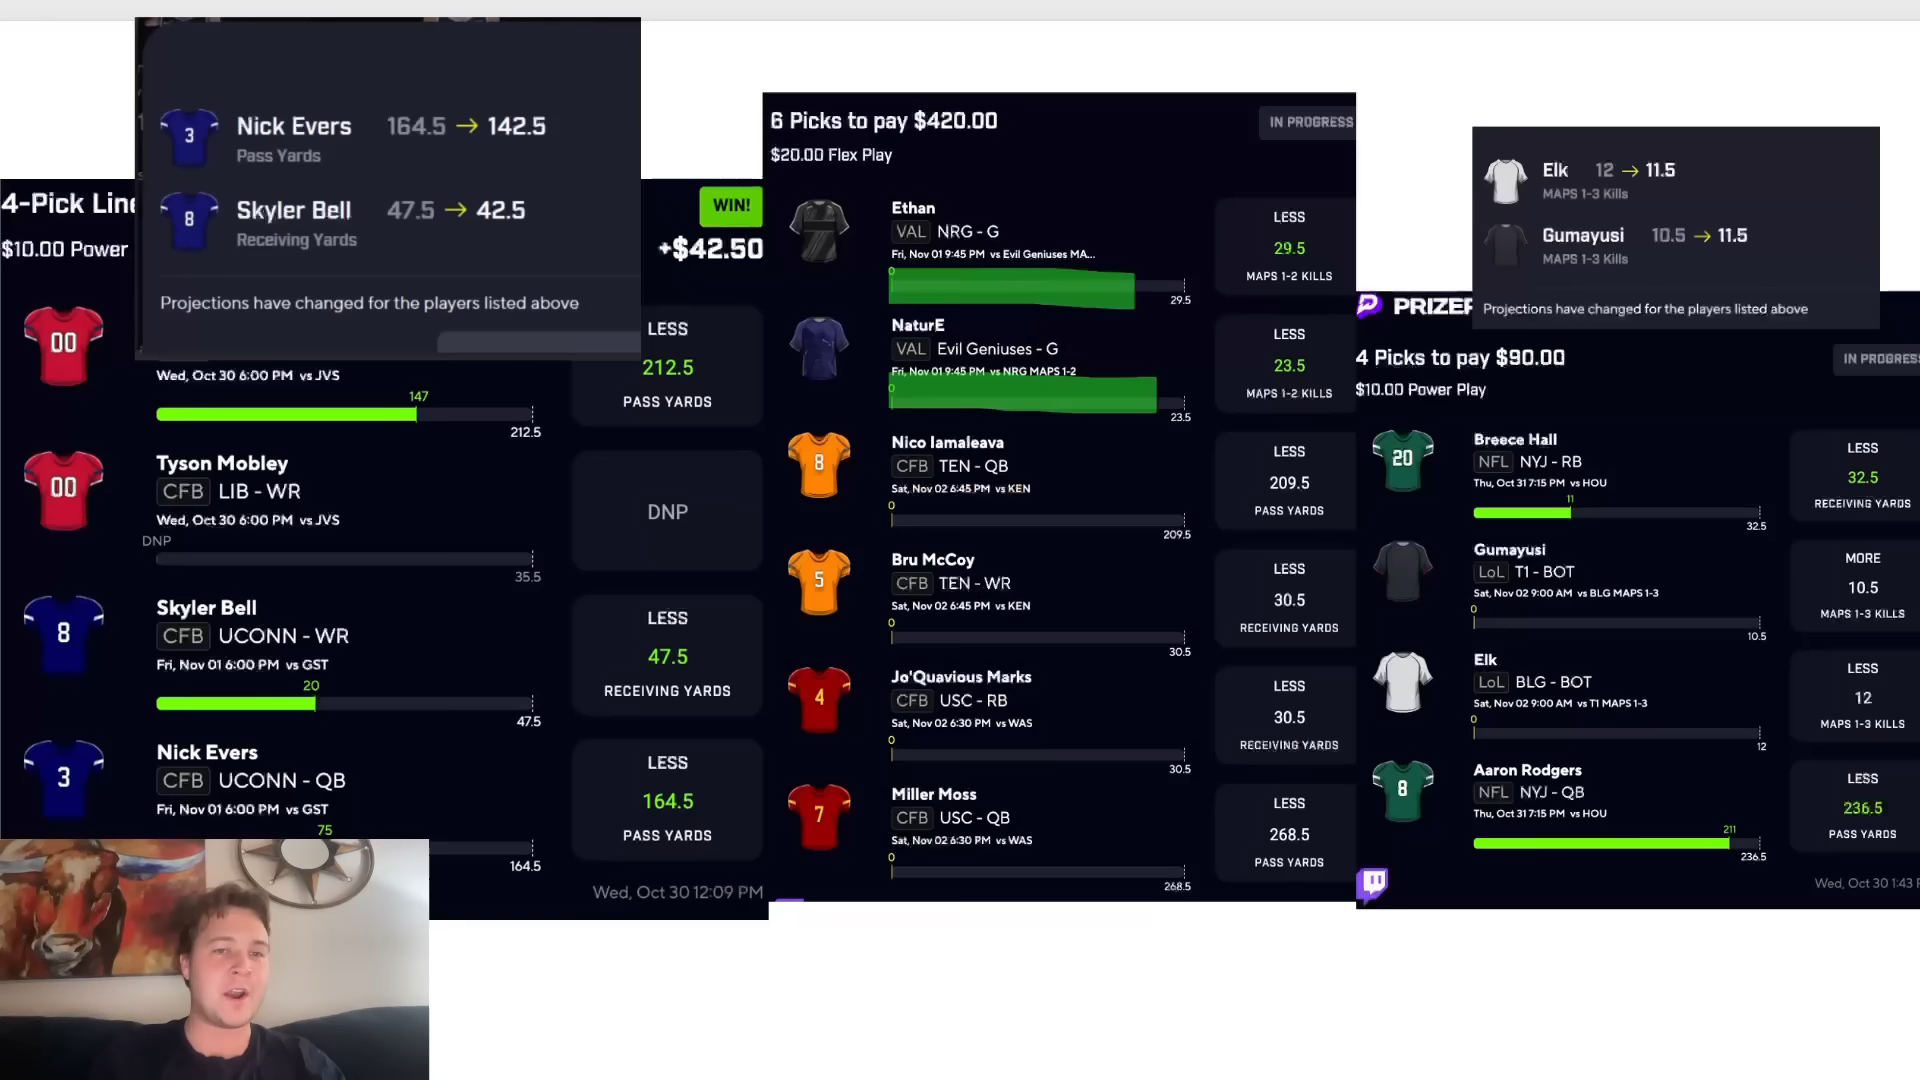 Nick Evers 164.5 → 142.5
Pass Yards
Skyler Bell 47.5 → 42.5
Receiving Yards
Projections have changed for the players listed above
4-Pick Line
$10.00 Power
WIN!
+$42.50
00
Wed, Oct 30 6:00 PM vs JVS
147
212.5
LESS
212.5
PASS YARDS
00
Tyson Mobley
CFB LIB - WR
Wed, Oct 30 6:00 PM vs JVS
DNP
35.5
DNP
8
Skyler Bell
CFB UCONN - WR
Fri, Nov 01 6:00 PM vs GST
20
47.5
LESS
47.5
RECEIVING YARDS
3
Nick Evers
CFB UCONN - QB
Fri, Nov 01 6:00 PM vs GST
75
164.5
LESS
164.5
PASS YARDS
Wed, Oct 30 12:09 PM
6 Picks to pay $420.00
IN PROGRESS
$20.00 Flex Play
Ethan
VAL NRG - G
Fri, Nov 01 9:45 PM vs Evil Geniuses MA...
0
29.5
LESS
29.5
MAPS 1-2 KILLS
NaturE
VAL Evil Geniuses - G
Fri, Nov 01 9:45 PM vs NRG MAPS 1-2
0
23.5
LESS
23.5
MAPS 1-2 KILLS
8
Nico Iamaleava
CFB TEN - QB
Sat, Nov 02 6:45 PM vs KEN
0
209.5
LESS
209.5
PASS YARDS
5
Bru McCoy
CFB TEN - WR
Sat, Nov 02 6:45 PM vs KEN
0
30.5
LESS
30.5
RECEIVING YARDS
4
Jo'Quavious Marks
CFB USC - RB
Sat, Nov 02 6:30 PM vs WAS
0
30.5
LESS
30.5
RECEIVING YARDS
7
Miller Moss
CFB USC - QB
Sat, Nov 02 6:30 PM vs WAS
0
268.5
LESS
268.5
PASS YARDS
Elk 12 → 11.5
MAPS 1-3 Kills
Gumayusi 10.5 → 11.5
MAPS 1-3 Kills
Projections have changed for the players listed above
PRIZEP
4 Picks to pay $90.00
IN PROGRESS
$10.00 Power Play
20
Breece Hall
NFL NYJ - RB
Thu, Oct 31 7:15 PM vs HOU
11
32.5
LESS
32.5
RECEIVING YARDS
Gumayusi
LoL T1 - BOT
Sat, Nov 02 9:00 AM vs BLG MAPS 1-3
0
10.5
MORE
10.5
MAPS 1-3 KILLS
Elk
LoL BLG - BOT
Sat, Nov 02 9:00 AM vs T1 MAPS 1-3
0
12
LESS
12
MAPS 1-3 KILLS
8
Aaron Rodgers
NFL NYJ - QB
Thu, Oct 31 7:15 PM vs HOU
211
236.5
LESS
236.5
PASS YARDS
Wed, Oct 30 1:43 P